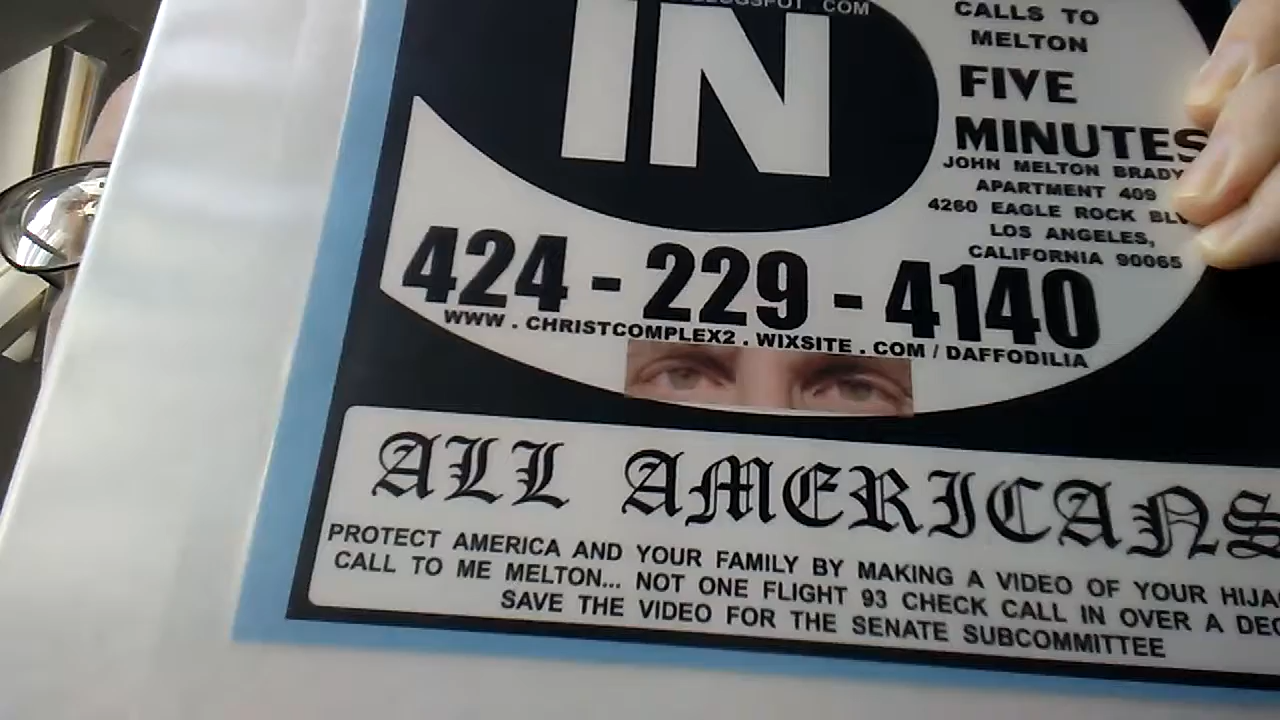 COM
IN
CALLS TO
MELTON
FIVE
MINUTES
JOHN MELTON BRADY
APARTMENT 409
4260 EAGLE ROCK
LOS ANGELES,
CALIFORNIA 90065
424 - 229 - 4140
WWW . CHRISTCOMPLEX2 . WIXSITE . COM / DAFFODILIA
ALL AMERICANS
PROTECT AMERICA AND YOUR FAMILY BY MAKING A VIDEO OF YOUR
CALL TO ME MELTON... NOT ONE FLIGHT 93 CHECK CALL IN OVER A
SAVE THE VIDEO FOR THE SENATE SUBCOMMITTEE